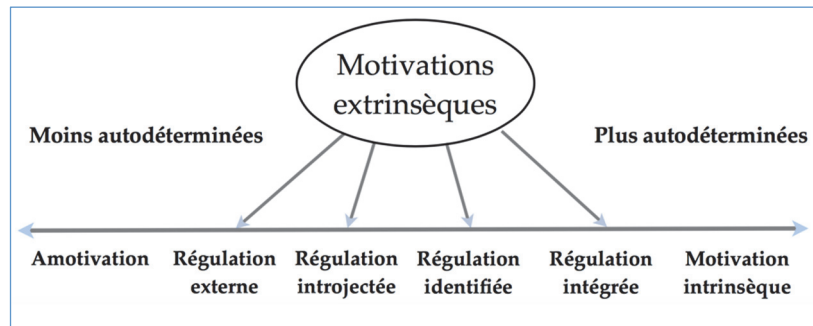 Motivations
extrinsèques
Moins autodéterminées
Plus autodéterminées
Amotivation
Régulation
externe
Régulation
introjectée
Régulation
identifiée
Régulation
intégrée
Motivation
intrinsèque